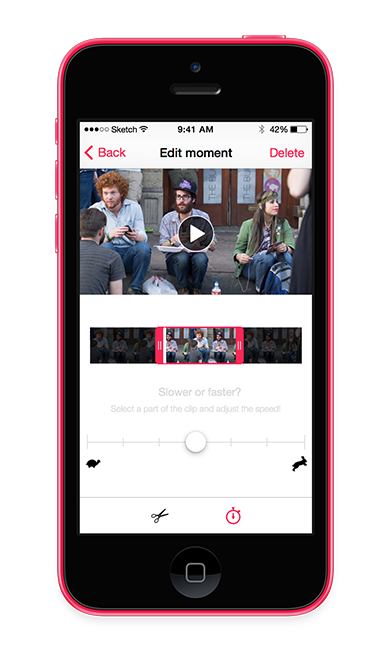 Sketch 9:41 AM 42%
Back Edit moment Delete
Slower or faster?
Select a part of the clip and adjust the speed!